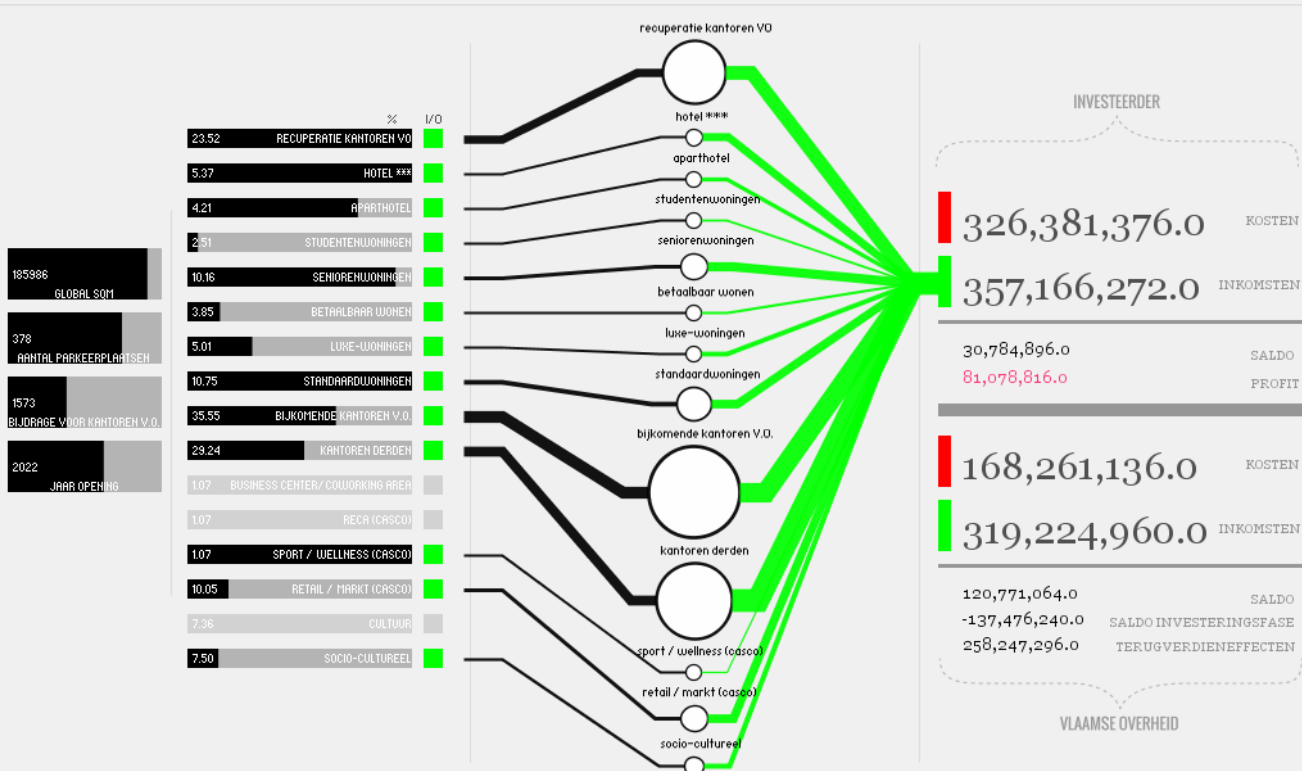 185986
GLOBAL SQM
378
AANTAL PARKEERPLAATSEN
1573
BIJDRAGE VOOR KANTOREN V.O.
2022
JAAR OPENING
% I/O
23.52 RECUPERATIE KANTOREN VO
5.37 HOTEL ***
4.21 APARTHOTEL
2.51 STUDENTENWONINGEN
10.16 SENIORENWONINGEN
3.85 BETAALBAAR WONEN
5.01 LUXE-WONINGEN
10.75 STANDAARDWONINGEN
35.55 BIJKOMENDE KANTOREN V.O.
29.24 KANTOREN DERDEN
1.07 BUSINESS CENTER/ COWORKING AREA
1.07 RECA (CASCO)
1.07 SPORT / WELLNESS (CASCO)
10.05 RETAIL / MARKT (CASCO)
7.36 CULTUUR
7.50 SOCIO-CULTUREEL
recuperatie kantoren VO
hotel ***
aparthotel
studentenwoningen
seniorenwoningen
betaalbaar wonen
luxe-woningen
standaardwoningen
bijkomende kantoren V.O.
kantoren derden
sport / wellness (casco)
retail / markt (casco)
socio-cultureel
INVESTEERDER
326,381,376.0 KOSTEN
357,166,272.0 INKOMSTEN
30,784,896.0 SALDO
81,078,816.0 PROFIT
168,261,136.0 KOSTEN
319,224,960.0 INKOMSTEN
120,771,064.0 SALDO
-137,476,240.0 SALDO INVESTERINGSFASE
258,247,296.0 TERUGVERDIENEFFECTEN
VLAAMSE OVERHEID